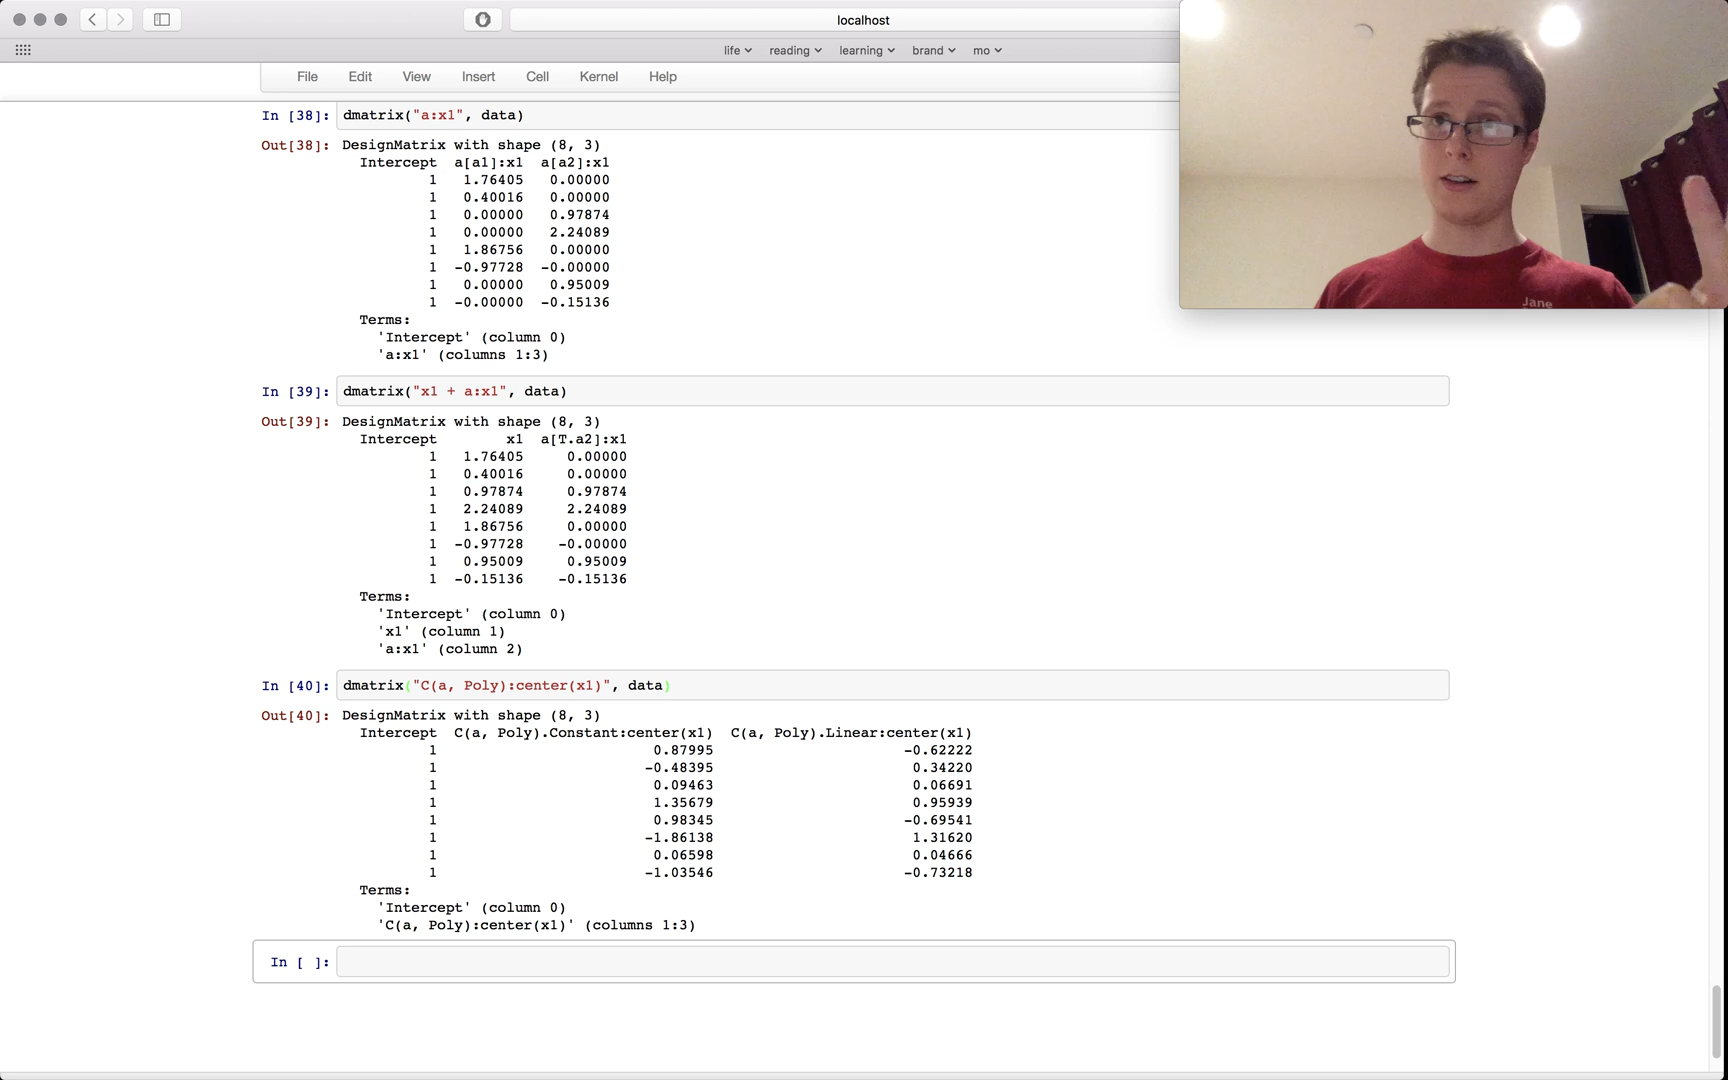 localhost
life reading learning brand mo
File Edit View Insert Cell Kernel Help
In [38]: dmatrix("a:x1", data)
Out[38]: DesignMatrix with shape (8, 3)
Intercept a[a1]:x1 a[a2]:x1
1 1.76405 0.00000
1 0.40016 0.00000
1 0.00000 0.97874
1 0.00000 2.24089
1 1.86756 0.00000
1 -0.97728 -0.00000
1 0.00000 0.95009
1 -0.00000 -0.15136
Terms:
'Intercept' (column 0)
'a:x1' (columns 1:3)
In [39]: dmatrix("x1 + a:x1", data)
Out[39]: DesignMatrix with shape (8, 3)
Intercept x1 a[T.a2]:x1
1 1.76405 0.00000
1 0.40016 0.00000
1 0.97874 0.97874
1 2.24089 2.24089
1 1.86756 0.00000
1 -0.97728 -0.00000
1 0.95009 0.95009
1 -0.15136 -0.15136
Terms:
'Intercept' (column 0)
'x1' (column 1)
'a:x1' (column 2)
In [40]: dmatrix("C(a, Poly):center(x1)", data)
Out[40]: DesignMatrix with shape (8, 3)
Intercept C(a, Poly).Constant:center(x1) C(a, Poly).Linear:center(x1)
1 0.87995 -0.62222
1 -0.48395 0.34220
1 0.09463 0.06691
1 1.35679 0.95939
1 0.98345 -0.69541
1 -1.86138 1.31620
1 0.06598 0.04666
1 -1.03546 -0.73218
Terms:
'Intercept' (column 0)
'C(a, Poly):center(x1)' (columns 1:3)
In [ ]:
Jane